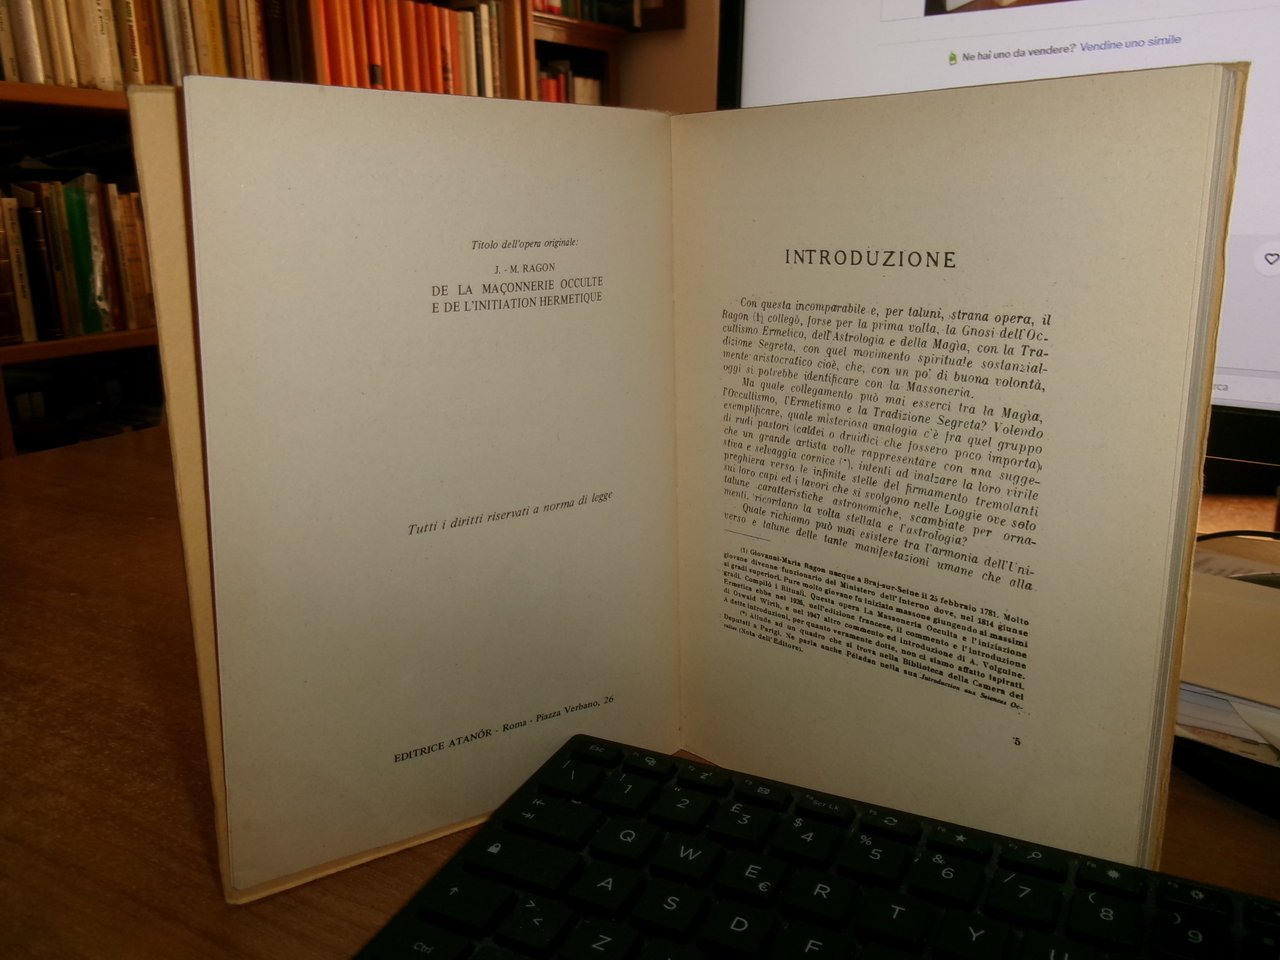 Ne hai uno da vendere? Vendine uno simile
Titolo dell'opera originale:
J. - M. RAGON
DE LA MAÇONNERIE OCCULTE
E DE L'INITIATION HERMETIQUE
Tutti i diritti riservati a norma di legge
EDITRICE ATANÓR - Roma - Piazza Verbano, 26
INTRODUZIONE
Con questa incomparabile e, per taluni, strana opera, il
Ragon (1) collegò, forse per la prima volta, la Gnosi dell'Oc-
cultismo Ermetico, dell'Astrologia e della Magìa, con la Tra-
dizione Segreta, con quel movimento spirituale sostanzial-
mente aristocratico cioè, che, con un po' di buona volontà,
oggi si potrebbe identificare con la Massoneria.
Ma quale collegamento può mai esserci tra la Magìa,
l'Occultismo, l'Ermetismo e la Tradizione Segreta? Volendo
esemplificare, quale misteriosa analogia c'è fra quel gruppo
di rudi pastori (caldei o druidici che fossero poco importa)
che un grande artista volle rappresentare con una sugge-
stiva e selvaggia cornice (*), intenti ad inalzare la loro virile
preghiera verso le infinite stelle del firmamento tremolanti
sui loro capi ed i lavori che si svolgono nelle Loggie ove solo
talune caratteristiche astronomiche, scambiate per orna-
menti, ricordano la volta stellata e l'astrologia?
Quale richiamo può mai esistere tra l'armonia dell'Uni-
verso e talune delle tante manifestazioni umane che alla
(1) Giovanni-Maria Ragon nacque a Braj-sur-Seine il 25 febbraio 1781. Molto
giovane divenne funzionario del Ministero dell'Interno dove, nel 1814 giunse
ai gradi superiori. Pure molto giovane fu iniziato massone giungendo ai massimi
gradi. Compilò i Rituali. Questa opera La Massoneria Occulta e l'iniziazione
Ermetica ebbe nel 1926, nell'edizione francese, il commento e l'introduzione
di Oswald Wirth, e nel 1947 altro commento ed introduzione di A. Volguine.
A dette introduzioni, per quanto veramente dotte, non ci siamo affatto ispirati.
(*) Allude ad un quadro che si trova nella Biblioteca della Camera dei
Deputati a Parigi. Ne parla anche Péladan nella sua Introduction aux Sciences Oc-
cultes (Nota dell'Editore).
5
Esc
! 1
" 2
£ 3
$ 4
% 5
& 6
/ 7
( 8
) 9
Q
W
E €
R
T
Y
U
A
S
D
F
Ctrl
> <
Z